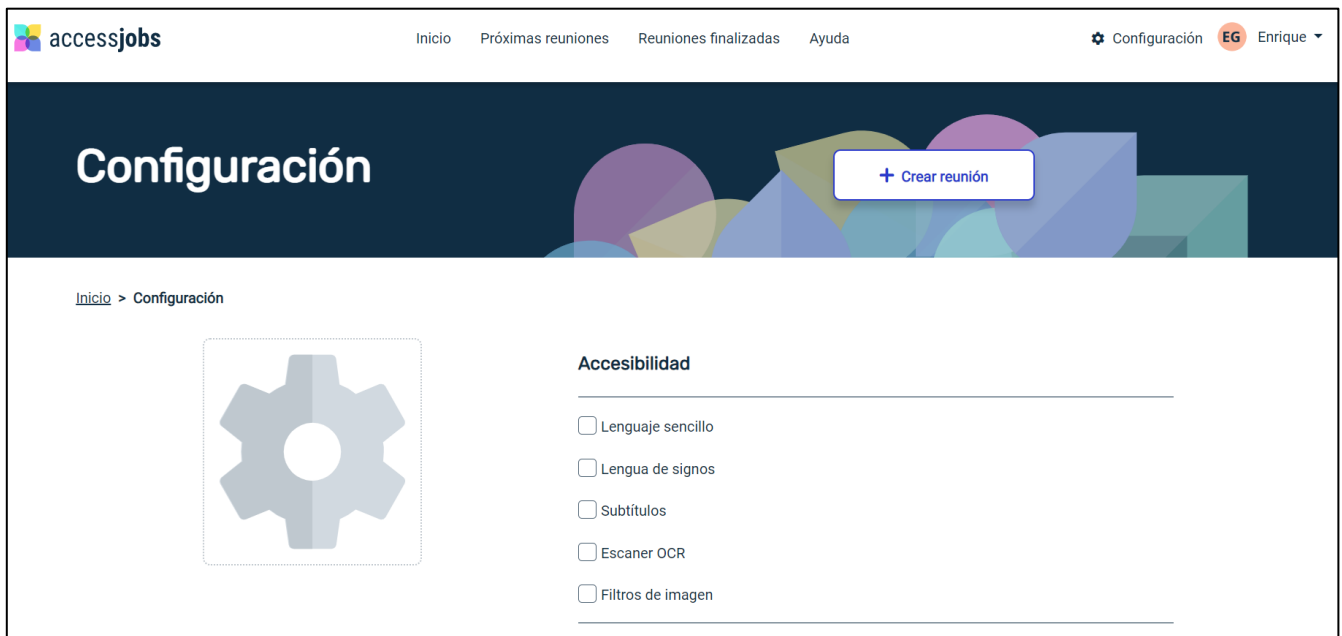 accessjobs
Inicio Próximas reuniones Reuniones finalizadas Ayuda
Configuración EG Enrique
Configuración
+ Crear reunión
Inicio > Configuración
Accesibilidad
Lenguaje sencillo
Lengua de signos
Subtítulos
Escaner OCR
Filtros de imagen